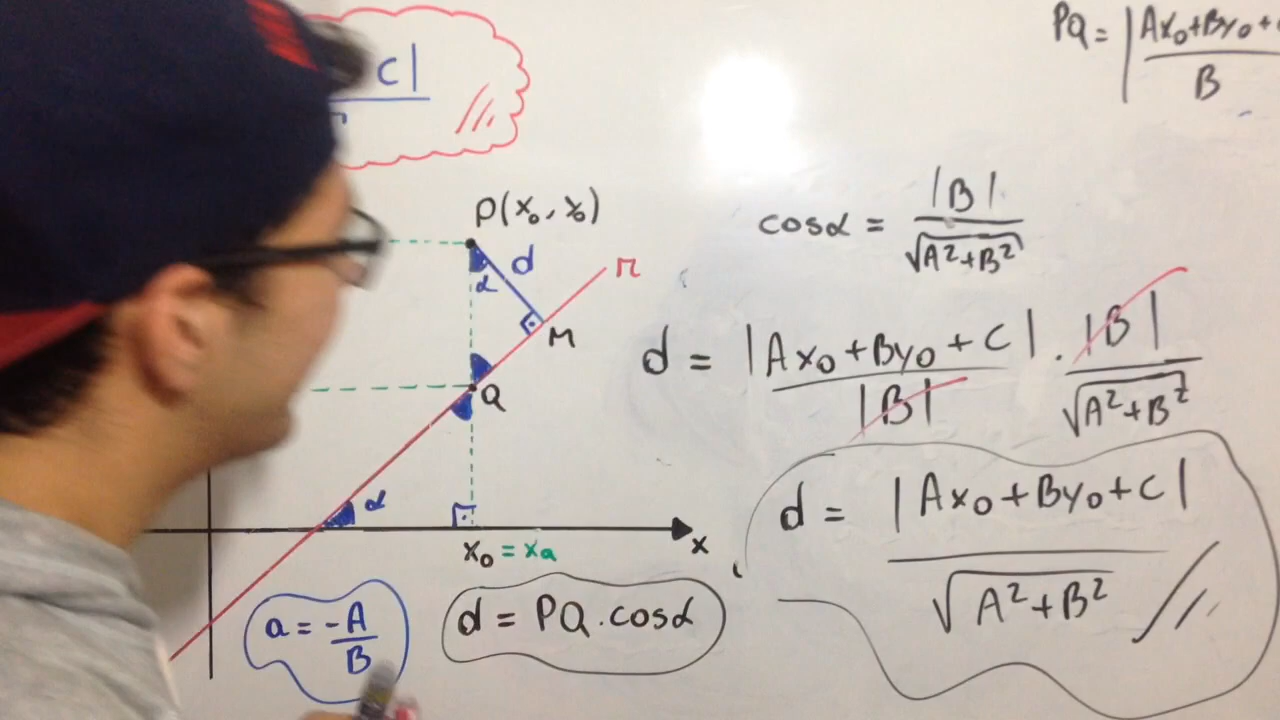 C|
PQ = |Ax₀+By₀+
B
P(x₀, y₀)
cosα = |B|
√A²+B²
d
r
α
M
d = |Ax₀+By₀+C| . |B|
|B| √A²+B²
Q
α
d = |Ax₀+By₀+C|
√A²+B²
x
x₀ = xa
a = -A
B
d = PQ.cosα